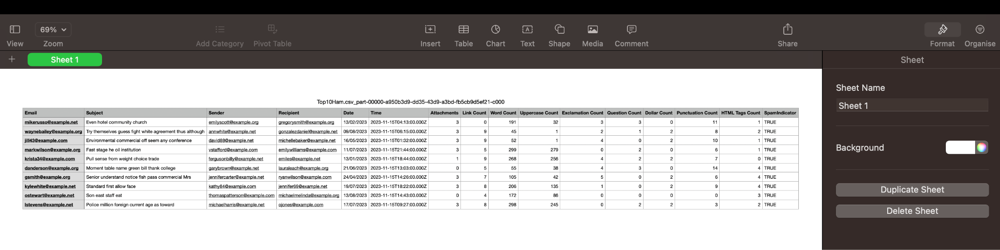 69%
View Zoom Add Category Pivot Table Insert Table Chart Text Shape Media Comment Share Format Organise
Sheet 1
Sheet
Sheet Name
Sheet 1
Background
Duplicate Sheet
Delete Sheet
Top10Ham.csv_part-00000-a950b3d9-dd35-43d9-a3bd-fb5cb9d5ef21-c000
Email Subject Sender Recipient Date Time Attachments Link Count Word Count Uppercase Count Exclamation Count Question Count Dollar Count Punctuation Count HTML Tags Count SpamIndicator
mikerusso@example.net Even hotel community church emilyscott@example.org gregorysmith@example.org 13/02/2023 2023-11-15T04:13:00.000Z 3 0 191 32 3 3 0 11 1 TRUE
waynebailey@example.org Try themselves guess fight white agreement thus although annwhite@example.net gonzalezdaniel@example.net 09/08/2023 2023-11-15T06:15:00.000Z 3 9 45 1 2 1 2 8 2 TRUE
jill43@example.com Environmental commercial off seem any conference david88@example.net michellebaker@example.net 16/05/2023 2023-11-15T01:32:00.000Z 3 9 52 1 4 0 2 10 1 TRUE
markwilson@example.org Fast stage he oil institution vstafford@example.com emilywilliams@example.com 11/07/2023 2023-11-15T21:44:00.000Z 3 5 299 279 0 2 0 6 1 TRUE
krista34@example.com Pull sense from weight choice trade fergusonbilly@example.net emiles@example.net 13/01/2023 2023-11-15T18:44:00.000Z 1 9 268 256 4 2 2 7 0 TRUE
danderson@example.org Moment table name green bill thank college garybrown@example.net lauraleach@example.org 21/06/2023 2023-11-15T13:03:00.000Z 0 5 55 38 4 3 0 14 4 TRUE
gsmith@example.org Senior understand notice fish pass commercial Mrs jennifercarter@example.net ryanwilson@example.com 24/04/2023 2023-11-15T14:26:00.000Z 3 7 105 42 5 0 2 6 4 TRUE
kylewhite@example.net Standard first allow face kathy84@example.com jennifer69@example.net 19/07/2023 2023-11-15T18:22:00.000Z 3 8 206 135 1 0 2 9 4 TRUE
ostewart@example.net Son east staff eat thomaspatterson@example.com michaelmelinda@example.org 13/08/2023 2023-11-15T14:43:00.000Z 0 4 172 86 0 0 0 0 3 TRUE
lstevens@example.net Police million foreign current age as toward michaelharris@example.net ojones@example.com 17/07/2023 2023-11-15T09:27:00.000Z 3 8 298 245 0 2 2 3 2 TRUE